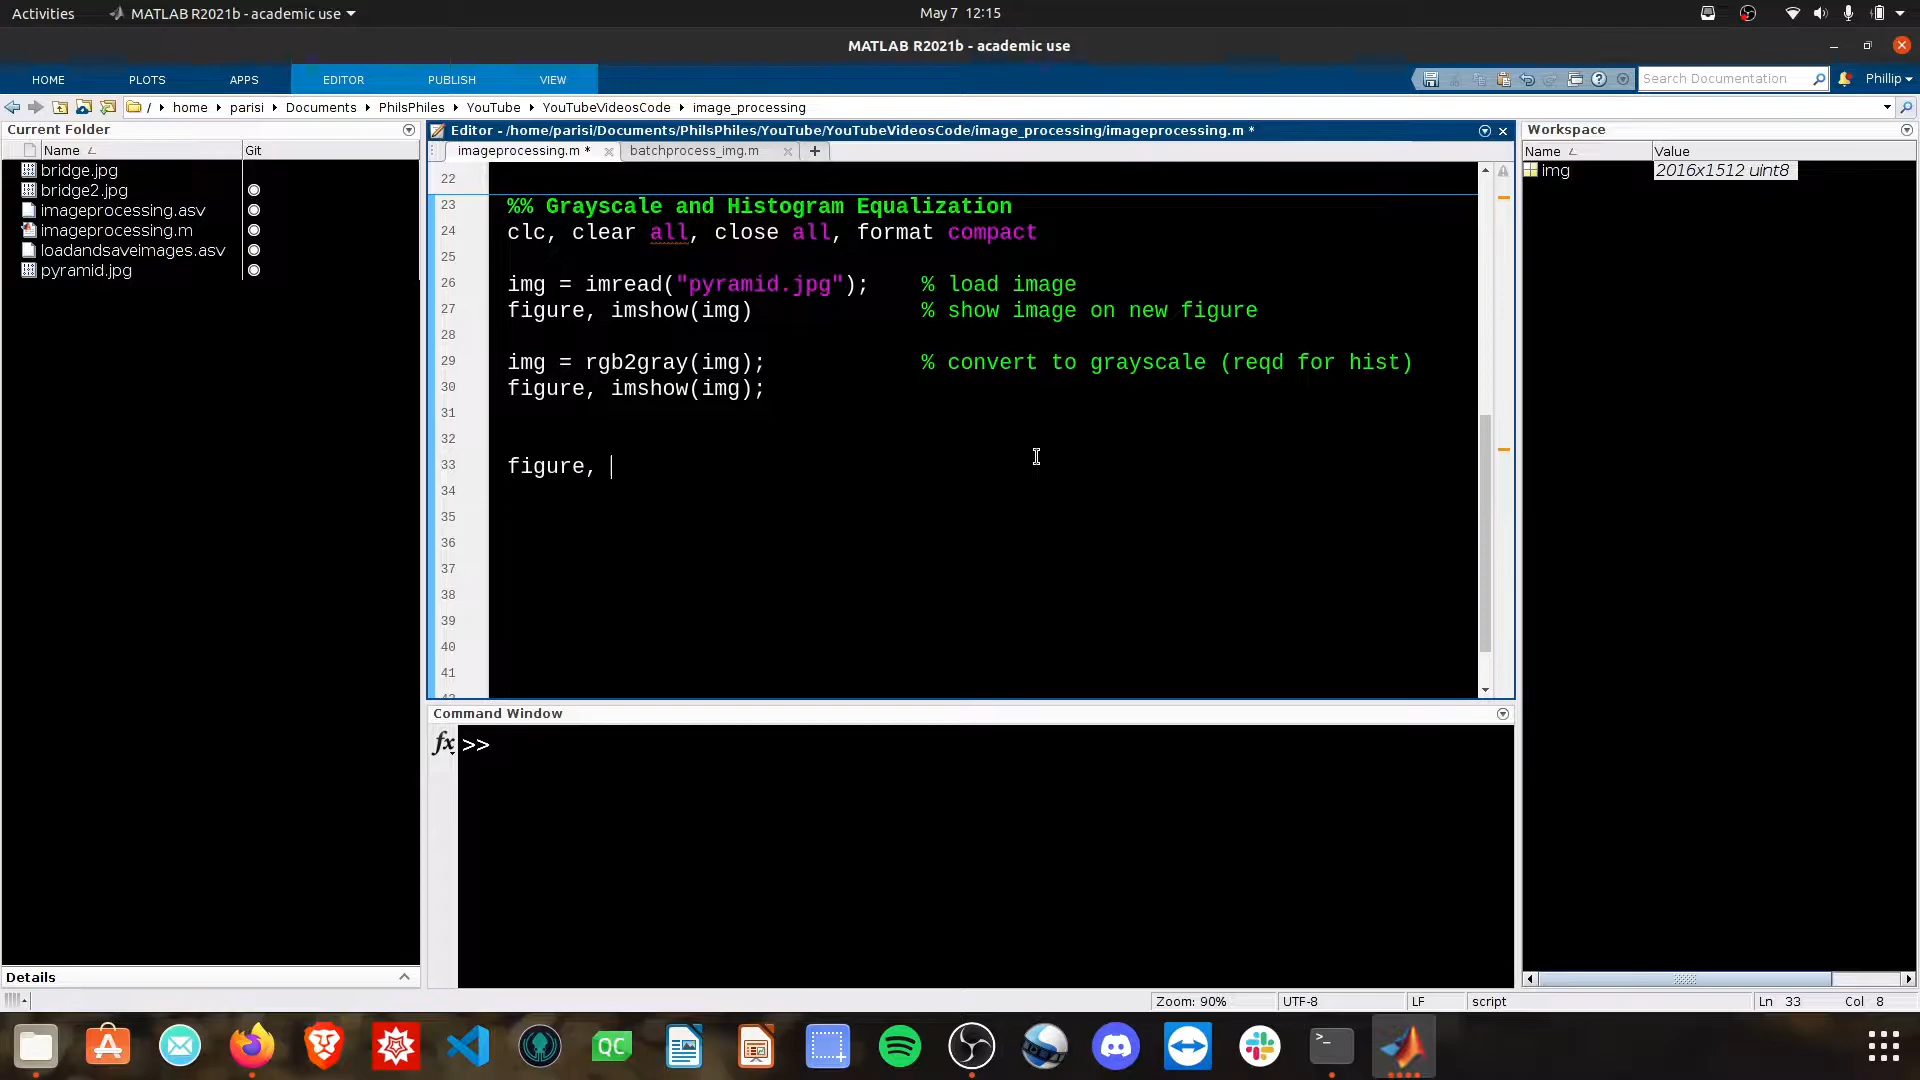 Activities MATLAB R2021b - academic use May 7 12:15
MATLAB R2021b - academic use
HOME PLOTS APPS EDITOR PUBLISH VIEW Search Documentation Phillip
/ home parisi Documents PhilsPhiles YouTube YouTubeVideosCode image_processing
Current Folder
Name Git
bridge.jpg
bridge2.jpg
imageprocessing.asv
imageprocessing.m
loadandsaveimages.asv
pyramid.jpg
Details
Editor - /home/parisi/Documents/PhilsPhiles/YouTube/YouTubeVideosCode/image_processing/imageprocessing.m *
imageprocessing.m * batchprocess_img.m
22
23 %% Grayscale and Histogram Equalization
24 clc, clear all, close all, format compact
25
26 img = imread("pyramid.jpg"); % load image
27 figure, imshow(img) % show image on new figure
28
29 img = rgb2gray(img); % convert to grayscale (reqd for hist)
30 figure, imshow(img);
31
32
33 figure,
34
35
36
37
38
39
40
41
42
Command Window
fx >>
Workspace
Name Value
img 2016x1512 uint8
Zoom: 90% UTF-8 LF script Ln 33 Col 8
QC
>_